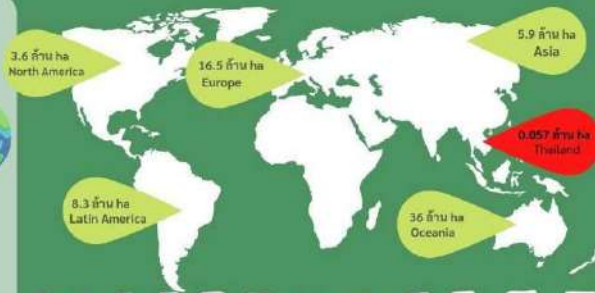 3.6 ล้าน ha
North America
16.5 ล้าน ha
Europe
5.9 ล้าน ha
Asia
0.057 ล้าน ha
Thailand
8.3 ล้าน ha
Latin America
36 ล้าน ha
Oceania